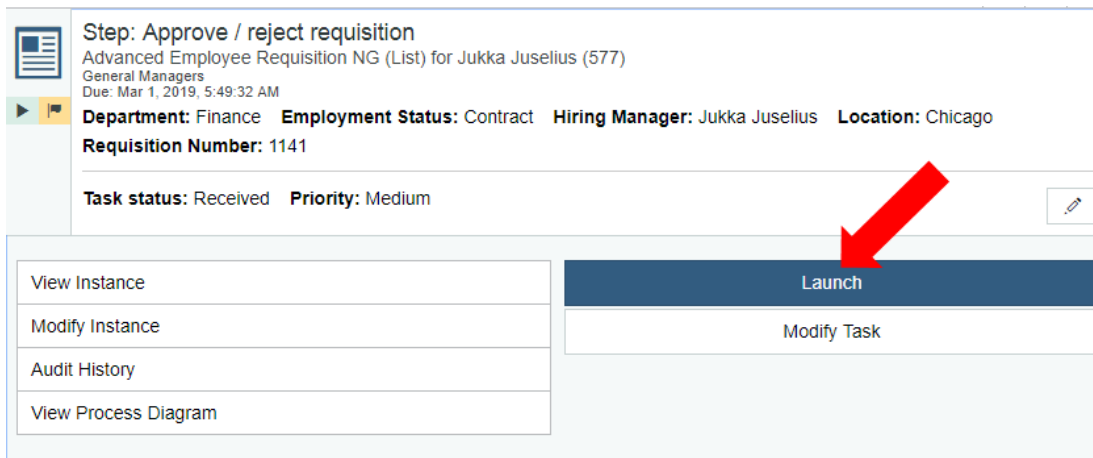 Step: Approve / reject requisition
Advanced Employee Requisition NG (List) for Jukka Juselius (577)
General Managers
Due: Mar 1, 2019, 5:49:32 AM
Department: Finance Employment Status: Contract Hiring Manager: Jukka Juselius Location: Chicago
Requisition Number: 1141
Task status: Received Priority: Medium
View Instance
Modify Instance
Audit History
View Process Diagram
Launch
Modify Task